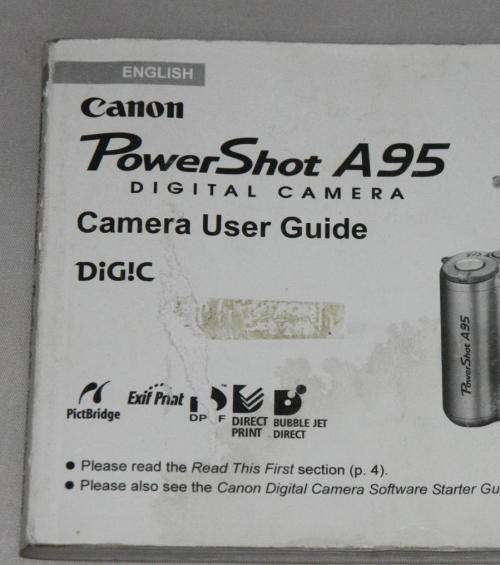 ENGLISH
Canon
PowerShot A95
DIGITAL CAMERA
Camera User Guide
DiG!C
PowerShot A95
PictBridge
Exif Print
DP F
DIRECT PRINT
BUBBLE JET DIRECT
• Please read the Read This First section (p. 4).
• Please also see the Canon Digital Camera Software Starter Gu